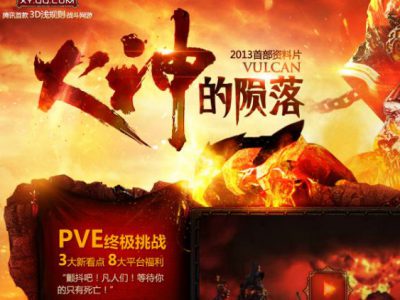 XY.QQ.COM
腾讯首款3D浅规则战斗网游
2013首部资料片
VULCAN
火神
的陨落
PVE终极挑战
3大新看点 8大平台福利
“颤抖吧！凡人们！等待你
的只有死亡！”